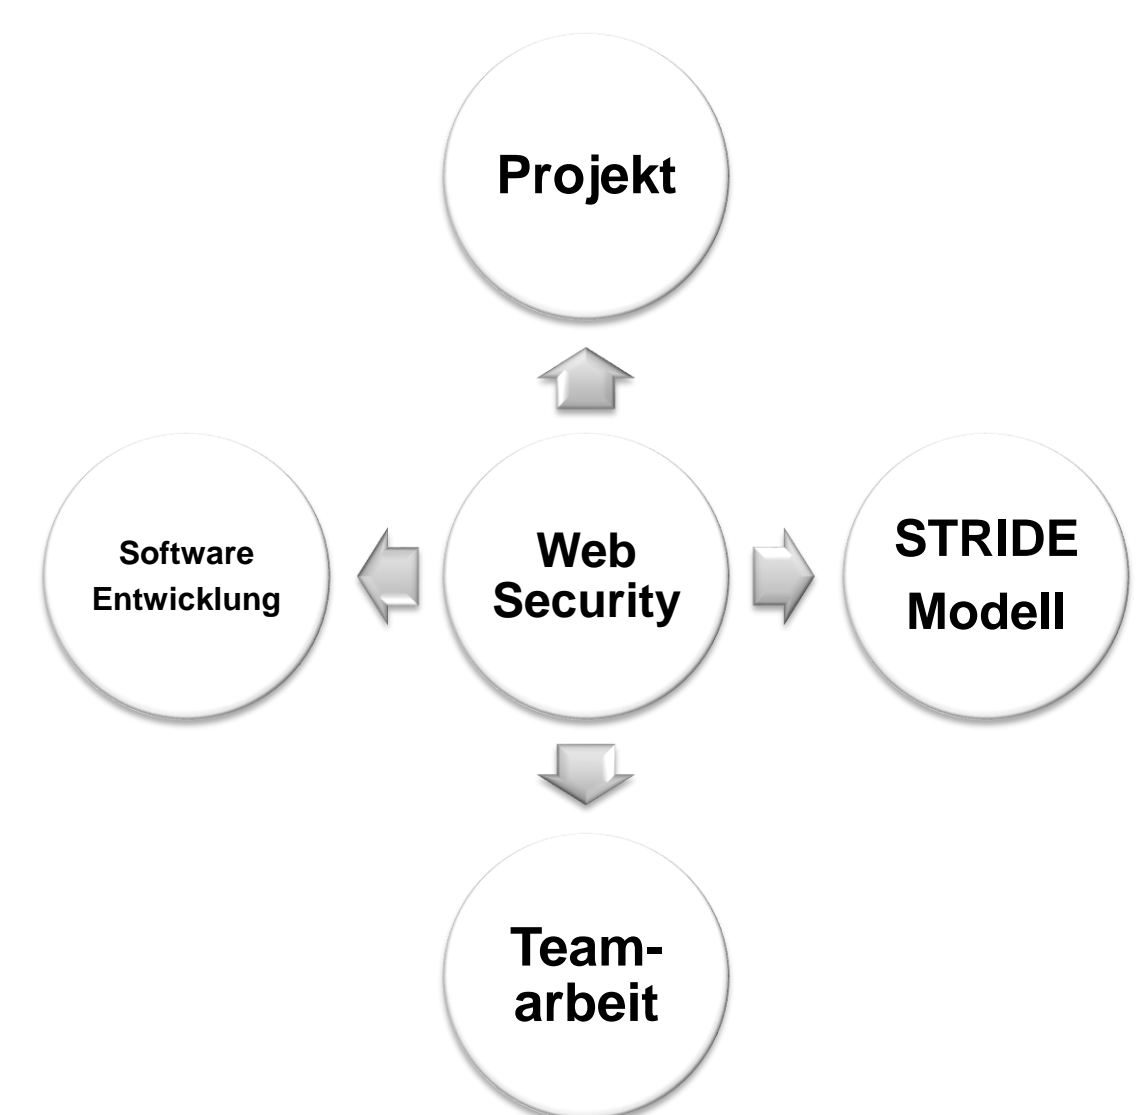 Projekt
Software
Entwicklung
Web
Security
STRIDE
Modell
Team-
arbeit